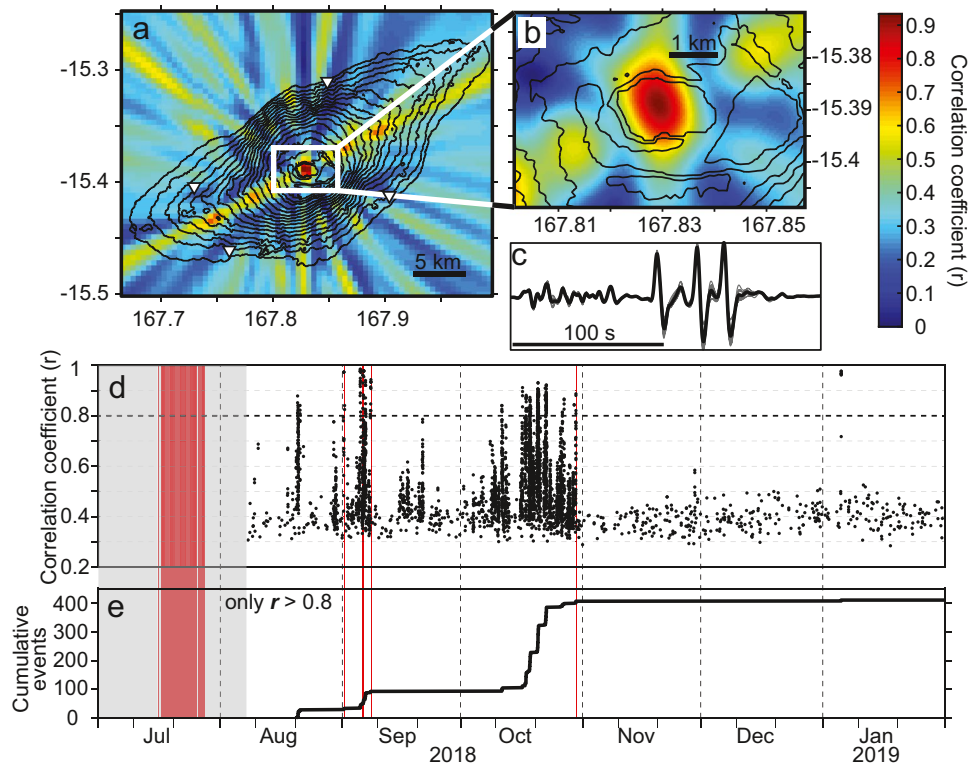 a
-15.3
-15.4
-15.5
167.7
167.8
167.9
5 km
b
1 km
-15.38
-15.39
-15.4
167.81
167.83
167.85
c
100 s
0.9
0.8
0.7
0.6
0.5
0.4
0.3
0.2
0.1
0
Correlation coefficient (r)
d
Correlation coefficient (r)
1
0.8
0.6
0.4
0.2
e
only r > 0.8
Cumulative
events
400
300
200
100
0
Jul
Aug
Sep
Oct
Nov
Dec
Jan
2018
2019